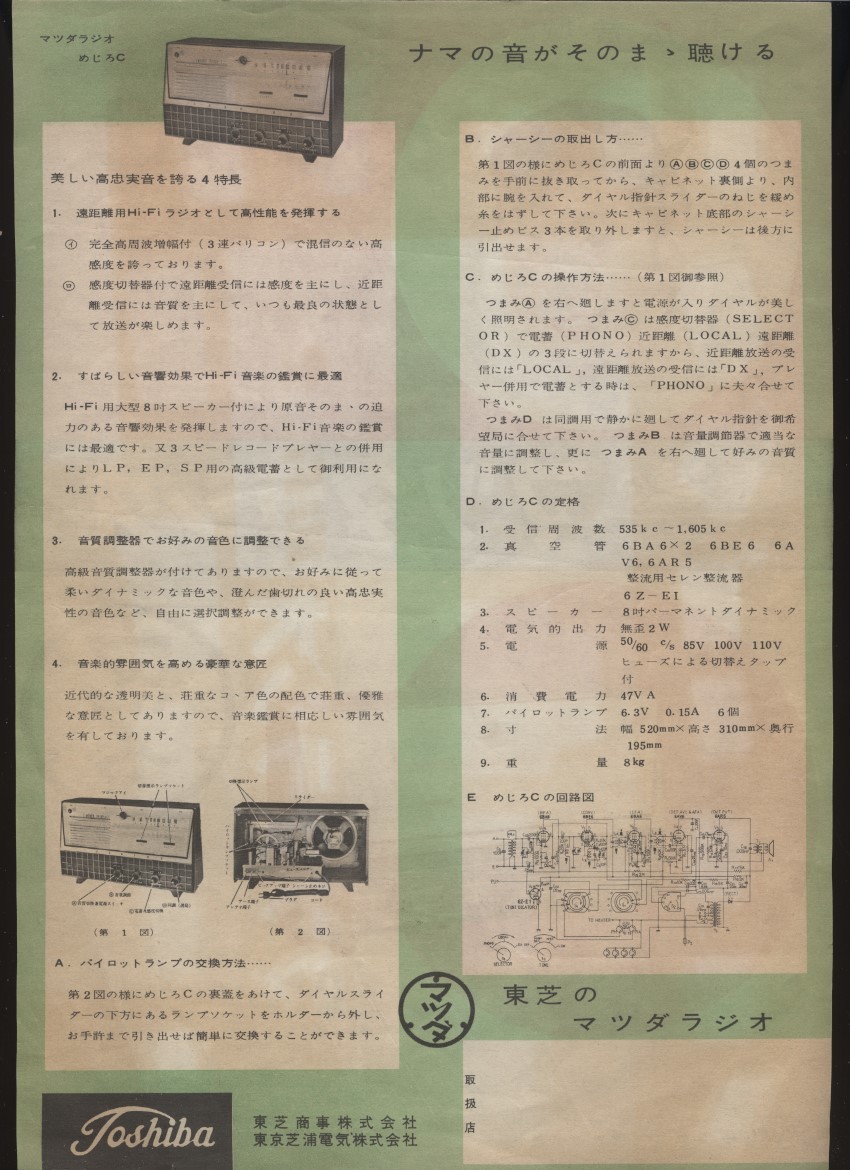 マツダラジオ
めじろC
ナマの音がそのまゝ聴ける
美しい高忠実音を誇る4特長
1. 遠距離用Hi-Fiラジオとして高性能を発揮する
㋑ 完全高周波増幅付(3連バリコン)で混信のない高
感度を誇っております。
㋺ 感度切替器付で遠距離受信には感度を主にし、近距
離受信には音質を主にして、いつも最良の状態とし
て放送が楽しめます。
2. すばらしい音響効果でHi-Fi音楽の鑑賞に最適
Hi-Fi用大型8吋スピーカー付により原音そのまゝの迫
力のある音響効果を発揮しますので、Hi-Fi音楽の鑑賞
には最適です。又3スピードレコードプレヤーとの併用
によりLP, EP, SP用の高級電蓄として御利用にな
れます。
3. 音質調整器でお好みの音色に調整できる
高級音質調整器が付けてありますので、お好みに従って
柔いダイナミックな音色や、澄んだ歯切れの良い高忠実
性の音色など、自由に選択調整ができます。
4. 音楽的雰囲気を高める豪華な意匠
近代的な透明美と、荘重なコヽア色の配色で荘重、優雅
な意匠としてありますので、音楽鑑賞に相応しい雰囲気
を有しております。
(第 1 図)
(第 2 図)
A. パイロットランプの交換方法……
第2図の様にめじろCの裏蓋をあけて、ダイヤルスライ
ダーの下方にあるランプソケットをホルダーから外し、
お手許まで引き出せば簡単に交換することができます。
B. シャーシーの取出し方……
第1図の様にめじろCの前面よりⒶⒷⒸⒹ4個のつま
みを手前に抜き取ってから、キャビネット裏側より、内
部に腕を入れて、ダイヤル指針スライダーのねじを緩め
糸をはずして下さい。次にキャビネット底部のシャーシ
ー止めビス3本を取り外しますと、シャーシーは後方に
引出せます。
C. めじろCの操作方法……(第1図御参照)
つまみⒶを右へ廻しますと電源が入りダイヤルが美し
く照明されます。 つまみⒸは感度切替器(SELECT
OR)で電蓄(PHONO)近距離(LOCAL)遠距離
(DX)の3段に切替えられますから、近距離放送の受
信には「LOCAL」, 遠距離放送の受信には「DX」, プレ
ヤー併用で電蓄とする時は、「PHONO」に夫々合せて
下さい。
つまみD は同調用で静かに廻してダイヤル指針を御希
望局に合せて下さい。 つまみB は音量調節器で適当な
音量に調整し、更に つまみA を右へ廻して好みの音質
に調整して下さい。
D. めじろCの定格
1. 受信周波数 535kc~1,605kc
2. 真空管 6BA6×2 6BE6 6A
V6, 6AR5
整流用セレン整流器
6Z-E1
3. スピーカー 8吋パーマネントダイナミック
4. 電気的出力 無歪2W
5. 電源 50/60 c/s 85V 100V 110V
ヒューズによる切替えタップ
付
6. 消費電力 47VA
7. パイロットランプ 6.3V 0.15A 6個
8. 寸法 幅 520mm×高さ 310mm×奥行
195mm
9. 重量 8kg
E めじろCの回路図
SELECTOR
TONE
マツダ
東芝の
マツダラジオ
取
扱
店
Toshiba
東芝商事株式会社
東京芝浦電気株式会社